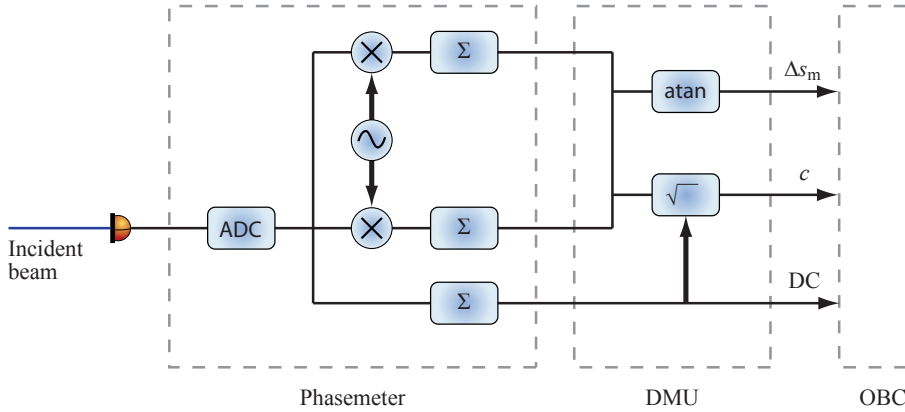 Σ
Δs_m
atan
c
√
ADC
Σ
Incident
beam
DC
Σ
Phasemeter
DMU
OBC